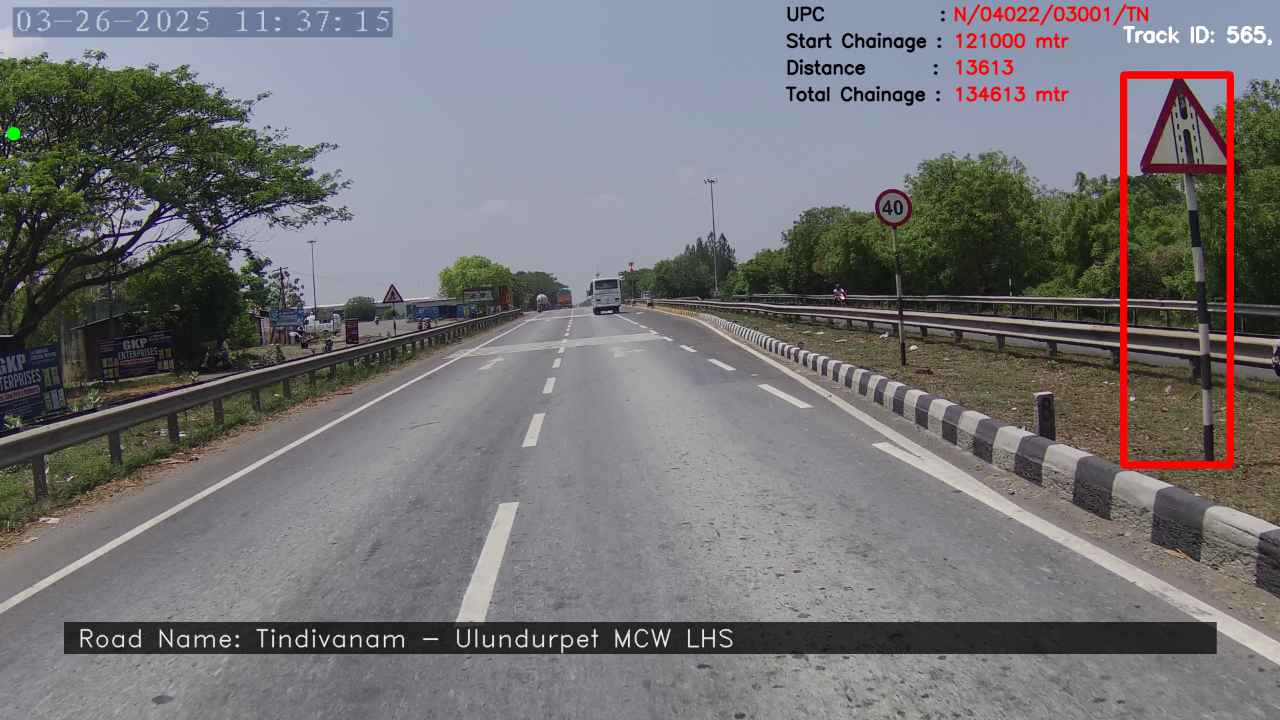 03-26-2025 11:37:15
UPC : N/04022/03001/TN
Track ID: 565,
Start Chainage : 121000 mtr
Distance : 13613
Total Chainage : 134613 mtr
40
GKP
ENTERPRISES
GKP
TERPRISES
Road Name: Tindivanam - Ulundurpet MCW LHS